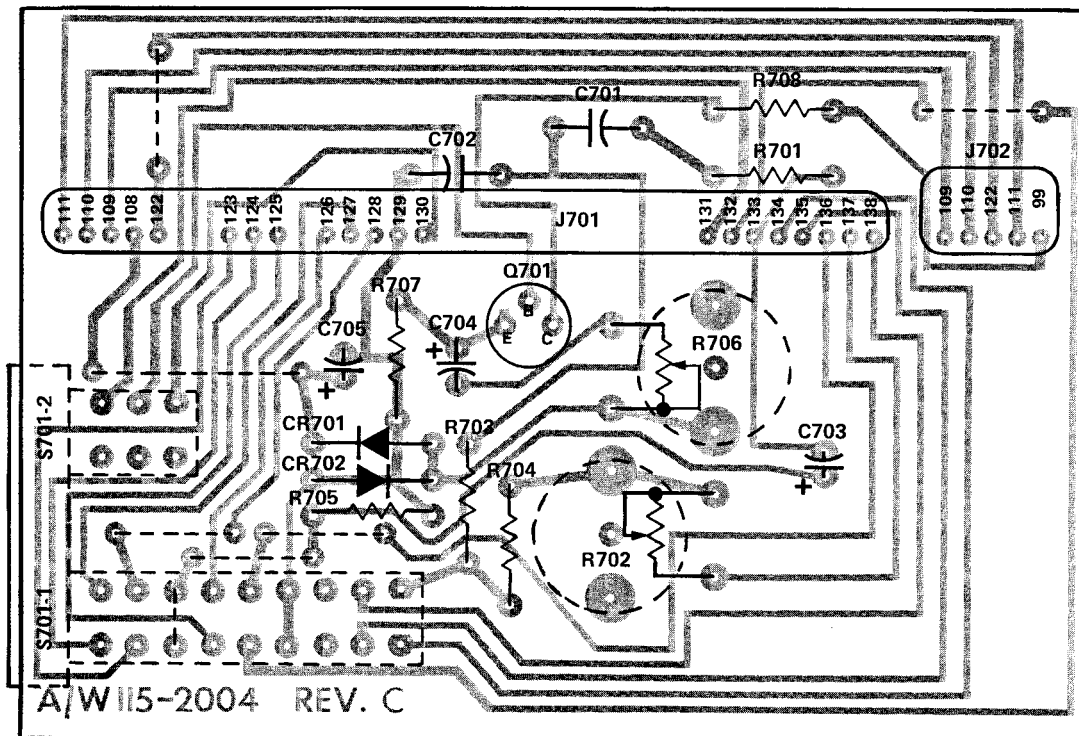 R708
C701
C702
R701
J702
111 110 109 108 122 123 124 125 126 127 128 129 130
J701
131 132 133 134 135 136 137 138
109 110 122 111 99
Q701
B
E C
R707
C705
+
C704
+
R706
S701-2
CR701
R703
C703
+
CR702
R704
R705
R702
S701-1
A/W 115-2004 REV. C